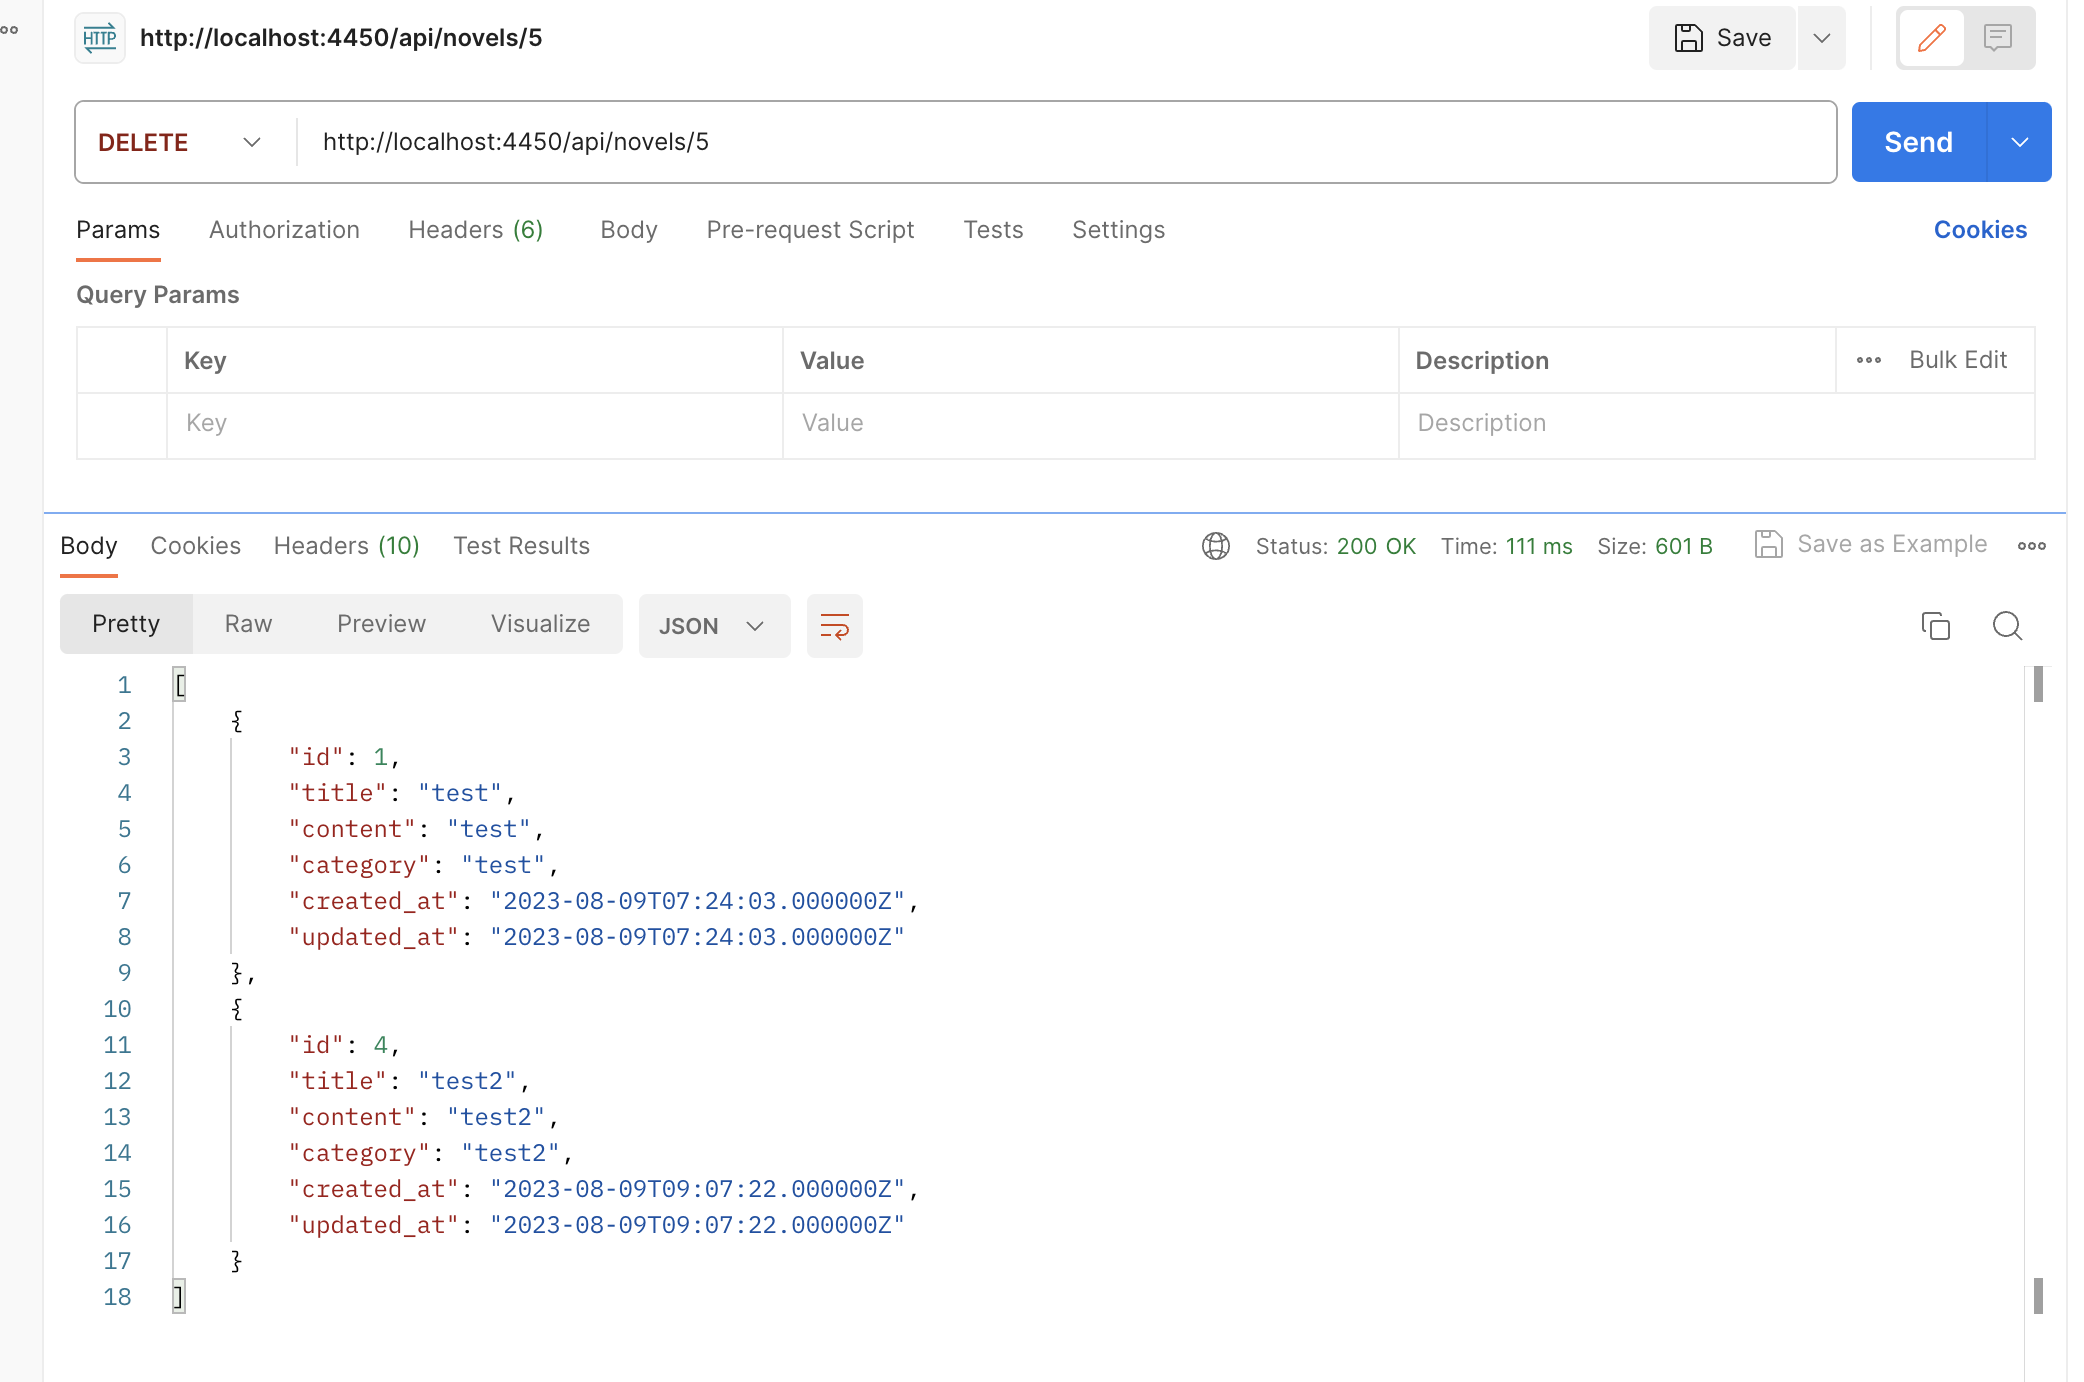 HTTP http://localhost:4450/api/novels/5 Save
DELETE http://localhost:4450/api/novels/5 Send
Params Authorization Headers (6) Body Pre-request Script Tests Settings Cookies
Query Params
Key Value Description Bulk Edit
Key Value Description
Body Cookies Headers (10) Test Results Status: 200 OK Time: 111 ms Size: 601 B Save as Example
Pretty Raw Preview Visualize JSON
1 [
2 {
3 "id": 1,
4 "title": "test",
5 "content": "test",
6 "category": "test",
7 "created_at": "2023-08-09T07:24:03.000000Z",
8 "updated_at": "2023-08-09T07:24:03.000000Z"
9 },
10 {
11 "id": 4,
12 "title": "test2",
13 "content": "test2",
14 "category": "test2",
15 "created_at": "2023-08-09T09:07:22.000000Z",
16 "updated_at": "2023-08-09T09:07:22.000000Z"
17 }
18 ]